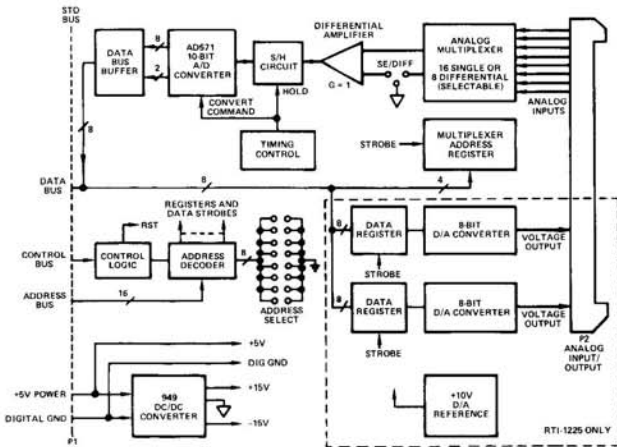 STD
BUS
DATA
BUS
BUFFER
8
2
AD571
10-BIT
A/D
CONVERTER
S/H
CIRCUIT
DIFFERENTIAL
AMPLIFIER
G = 1
SE/DIFF
ANALOG
MULTIPLEXER
16 SINGLE OR
8 DIFFERENTIAL
(SELECTABLE)
ANALOG
INPUTS
HOLD
CONVERT
COMMAND
TIMING
CONTROL
STROBE
MULTIPLEXER
ADDRESS
REGISTER
8
DATA
BUS
8
4
REGISTERS AND
DATA STROBES
RST
CONTROL
BUS
CONTROL
LOGIC
ADDRESS
DECODER
8
ADDRESS
BUS
16
ADDRESS
SELECT
8
DATA
REGISTER
8-BIT
D/A CONVERTER
VOLTAGE
OUTPUT
STROBE
8
DATA
REGISTER
8-BIT
D/A CONVERTER
VOLTAGE
OUTPUT
STROBE
P2
ANALOG
INPUT/
OUTPUT
+5V
DIG GND
+5V POWER
DIGITAL GND
949
DC/DC
CONVERTER
+15V
-15V
+10V
D/A
REFERENCE
RTI-1225 ONLY
P1